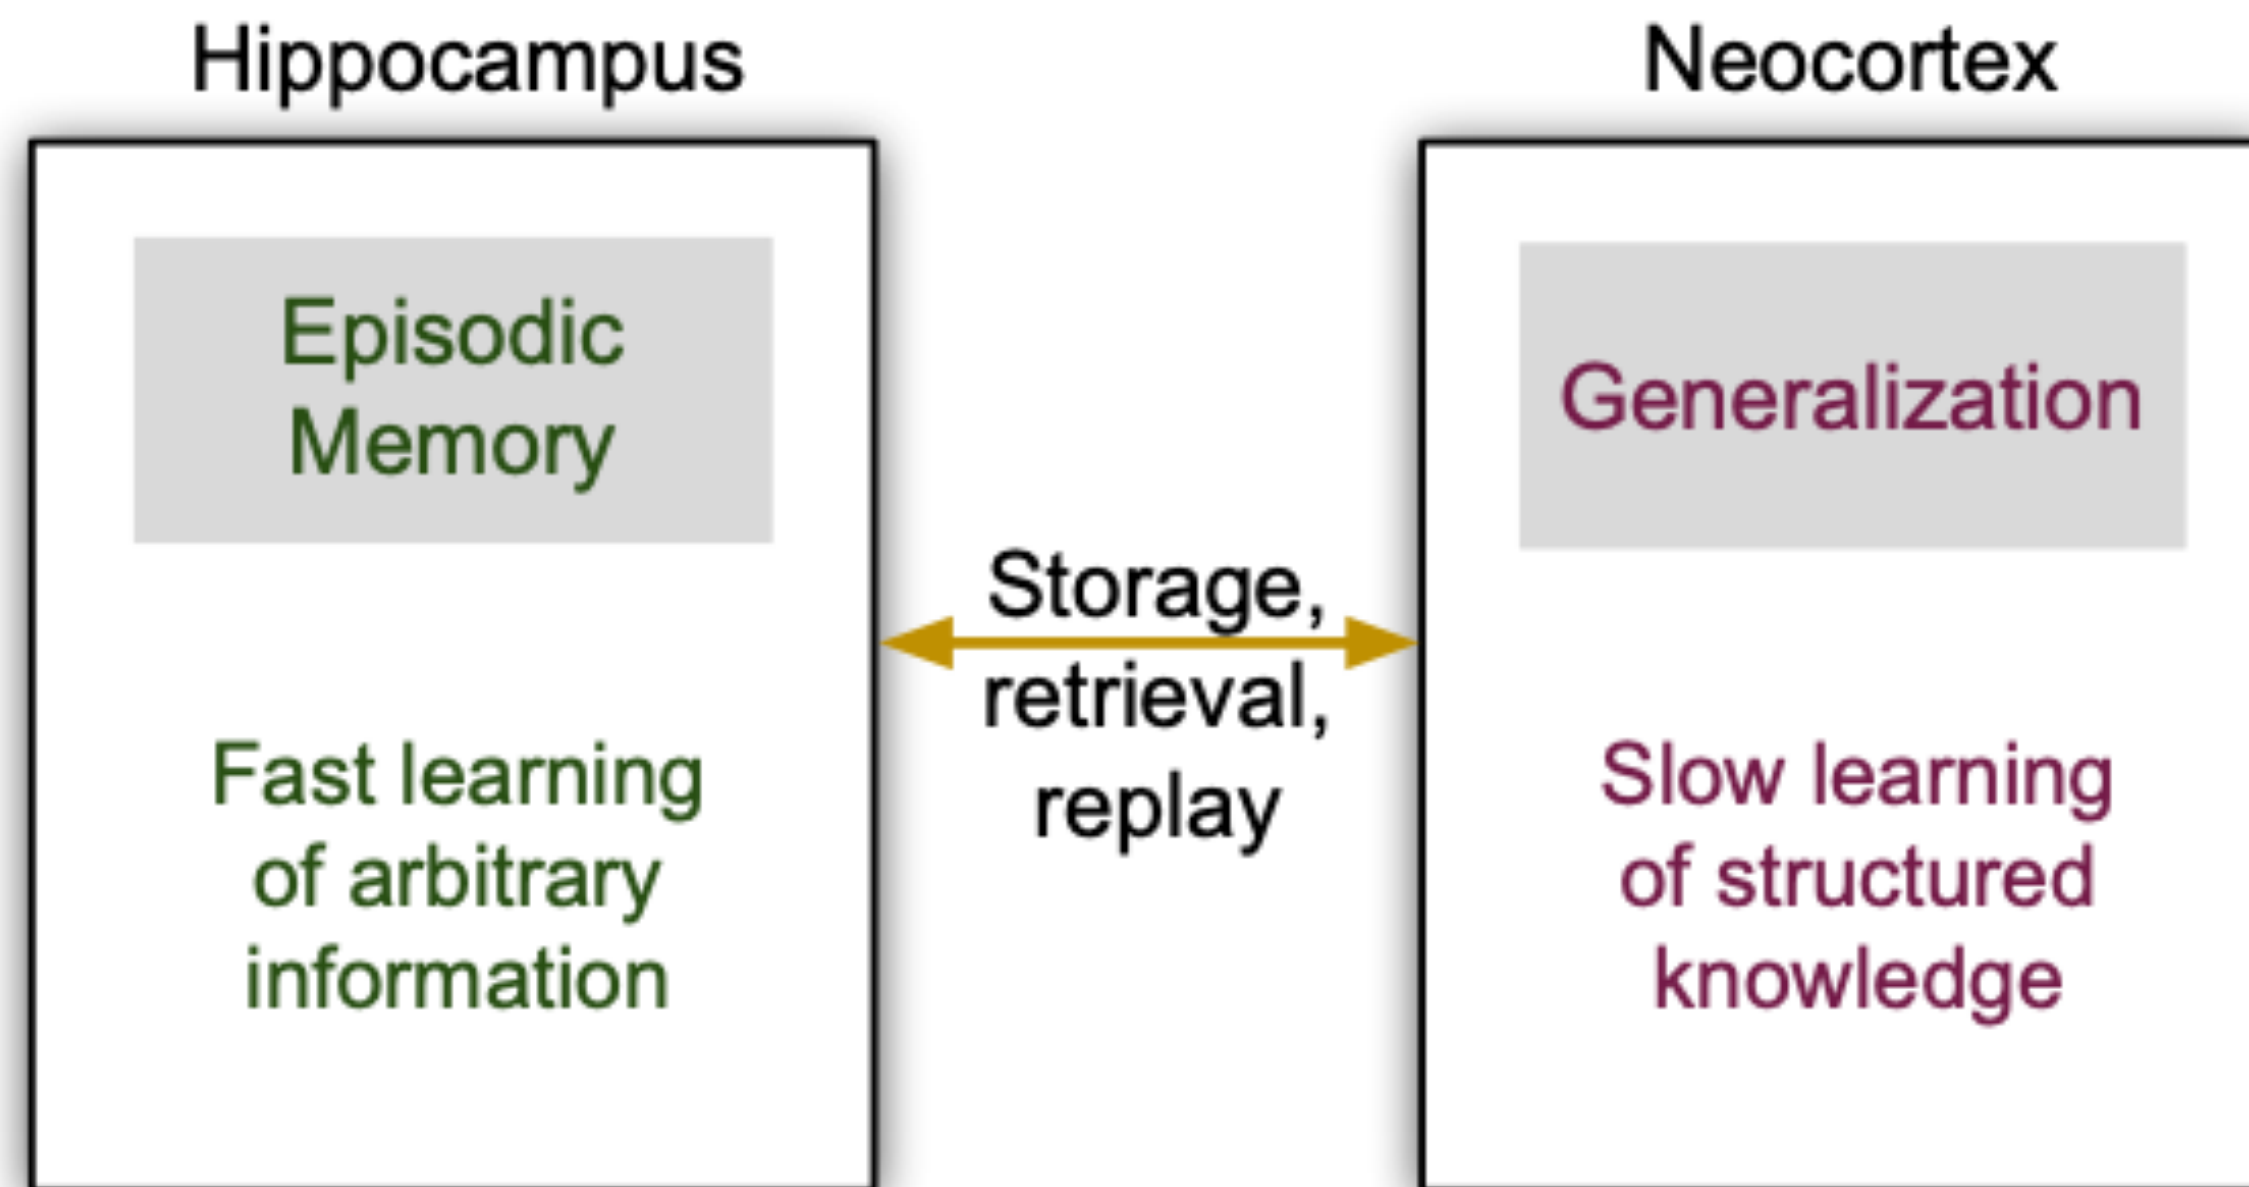 Hippocampus
Episodic
Memory
Fast learning
of arbitrary
information
Storage,
retrieval,
replay
Neocortex
Generalization
Slow learning
of structured
knowledge